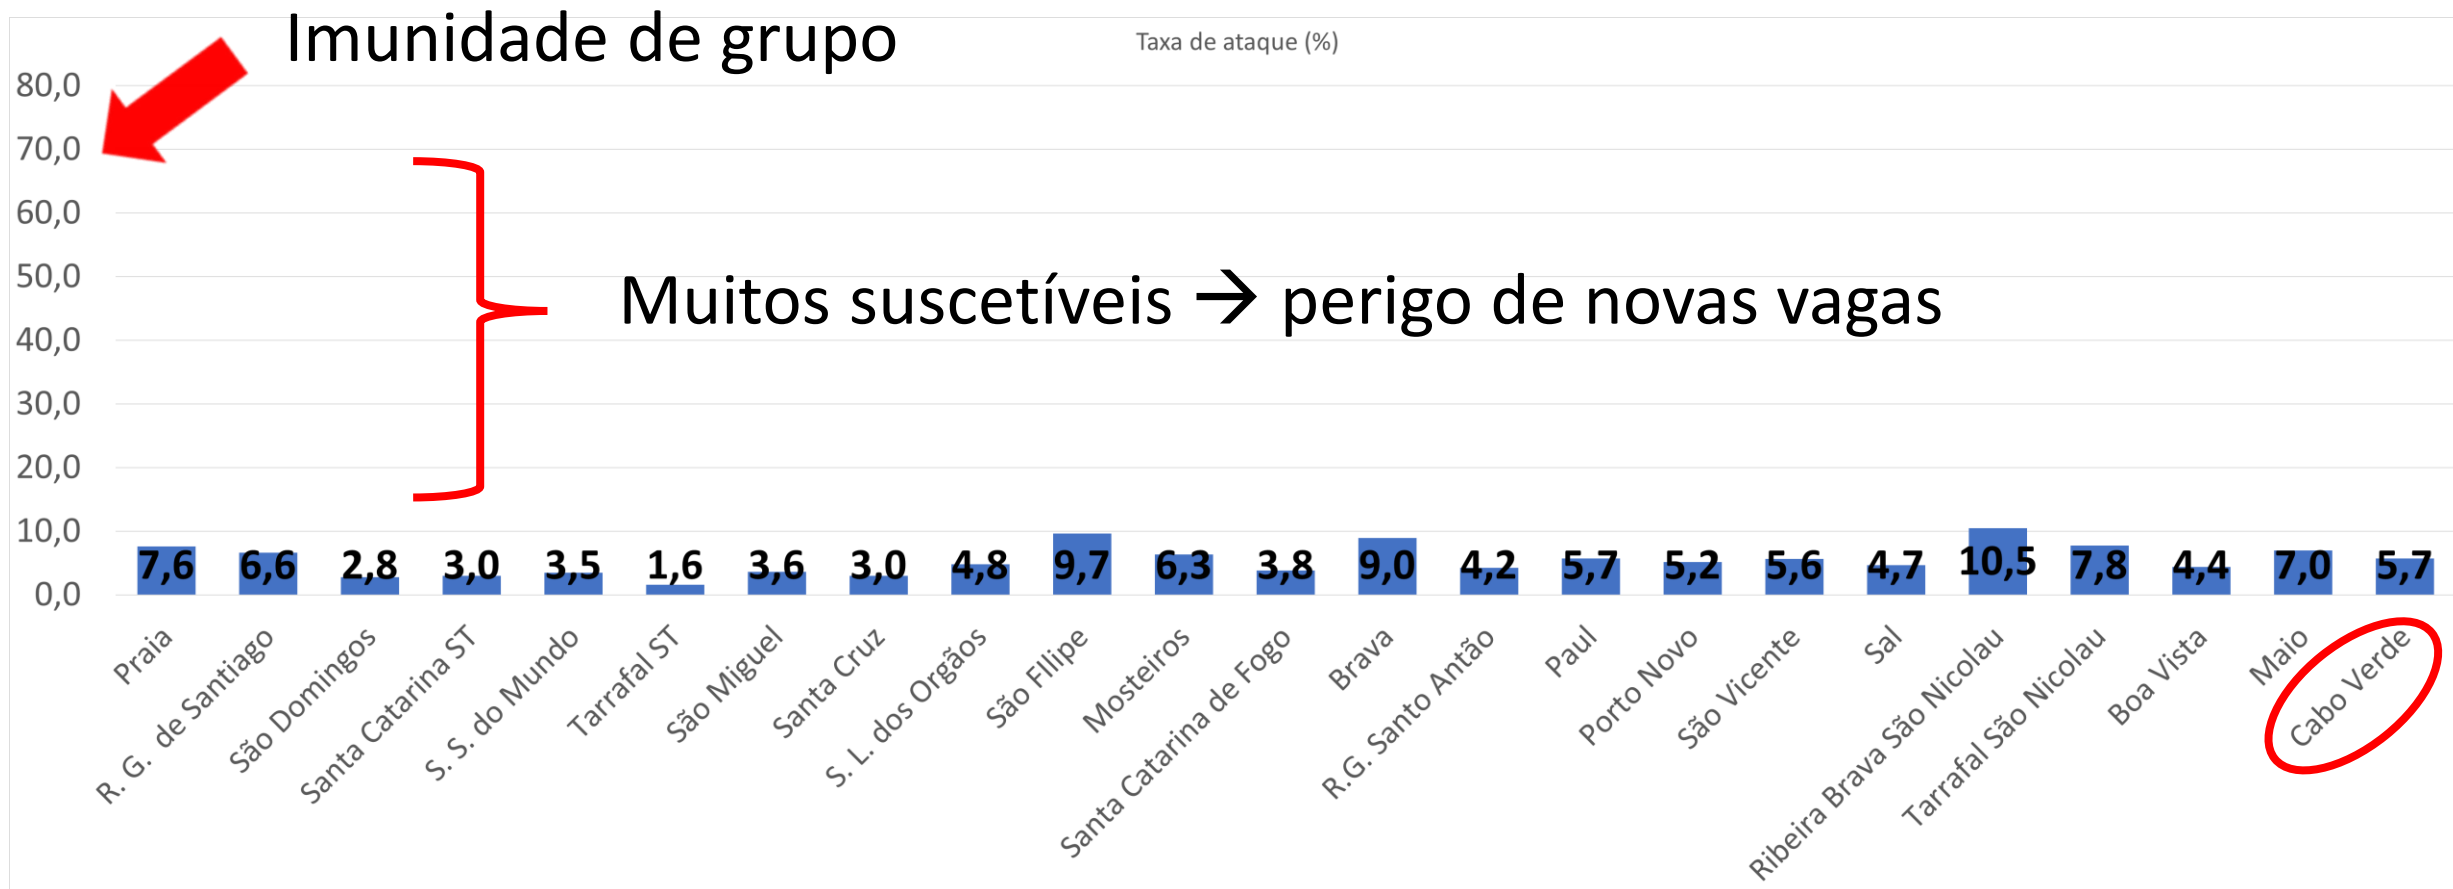 Imunidade de grupo
Taxa de ataque (%)
80,0
70,0
60,0
50,0
40,0
30,0
20,0
10,0
0,0
Muitos suscetíveis → perigo de novas vagas
7,6 6,6 2,8 3,0 3,5 1,6 3,6 3,0 4,8 9,7 6,3 3,8 9,0 4,2 5,7 5,2 5,6 4,7 10,5 7,8 4,4 7,0 5,7
Praia
R. G. de Santiago
São Domingos
Santa Catarina ST
S. S. do Mundo
Tarrafal ST
São Miguel
Santa Cruz
S. L. dos Orgãos
São FIlipe
Mosteiros
Santa Catarina de Fogo
Brava
R.G. Santo Antão
Paul
Porto Novo
São Vicente
Sal
Ribeira Brava São Nicolau
Tarrafal São Nicolau
Boa Vista
Maio
Cabo Verde